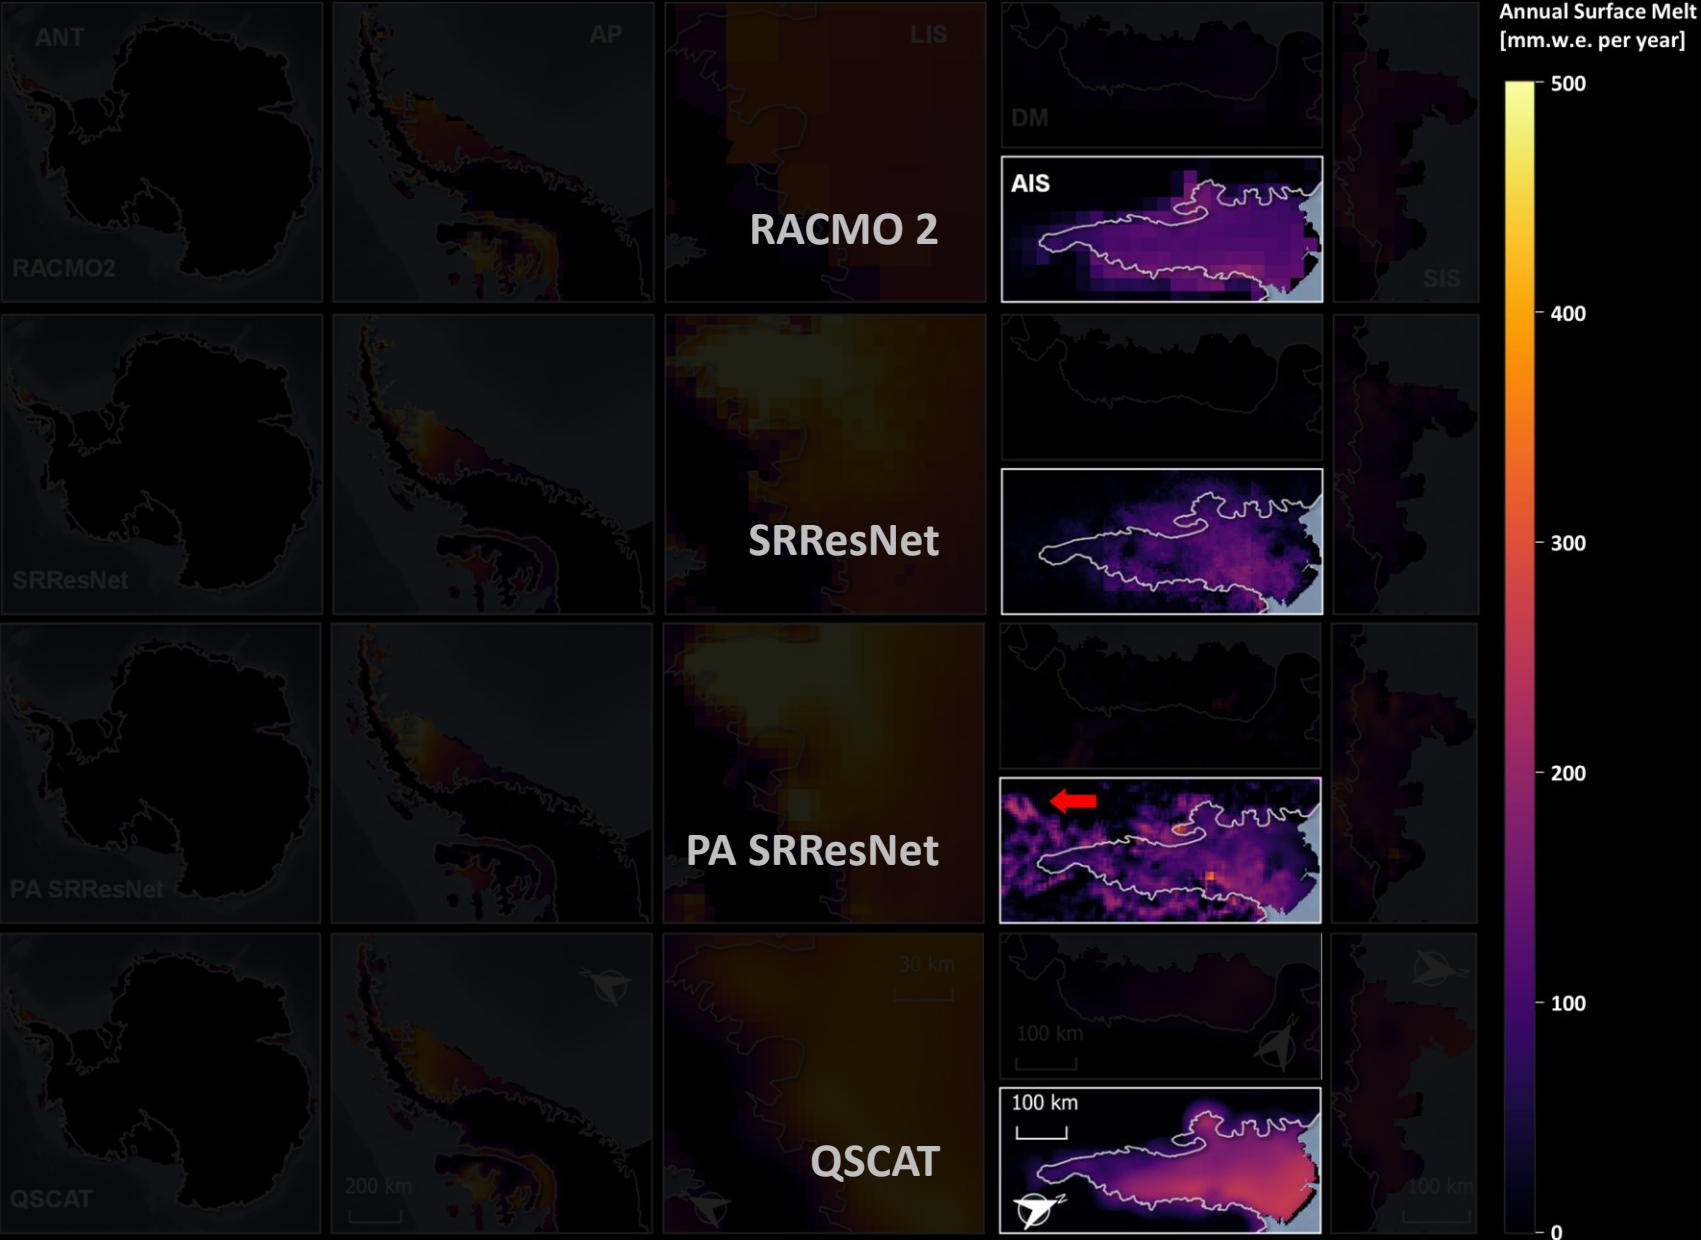 ANT
AP
LIS
DM
AIS
RACMO 2
RACMO2
SIS
SRResNet
SRResNet
PA SRResNet
PA SRResNet
30 km
100 km
100 km
QSCAT
QSCAT
200 km
100 km
Annual Surface Melt
[mm.w.e. per year]
500
400
300
200
100
0